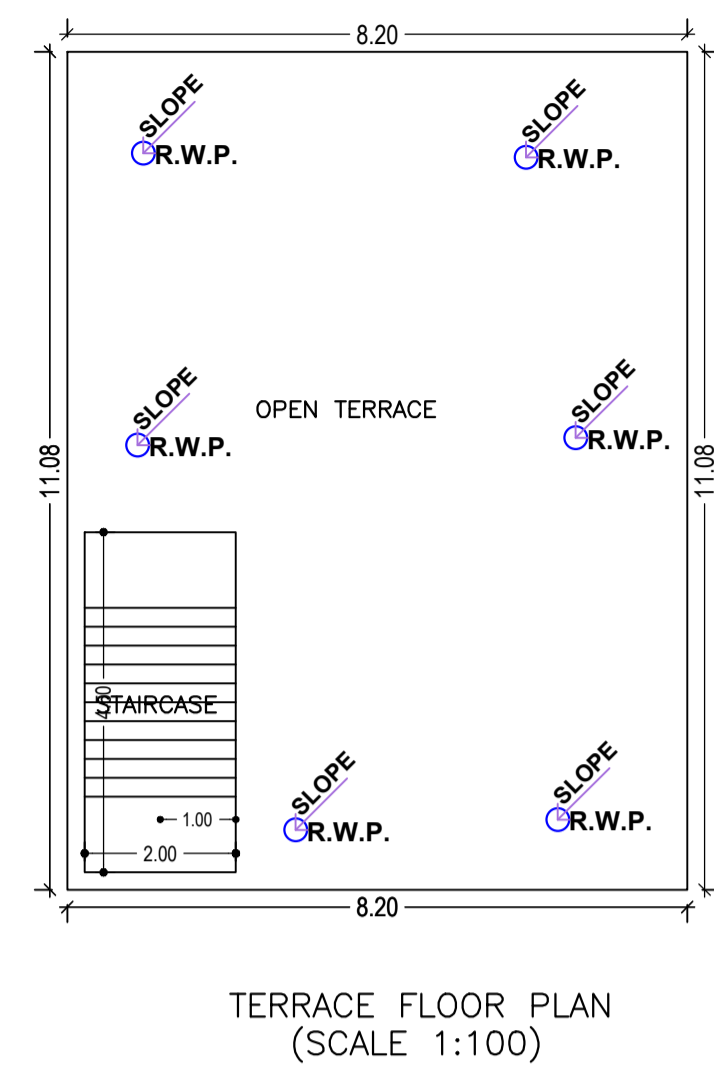 8.20
SLOPE
R.W.P.
SLOPE
R.W.P.
SLOPE
R.W.P.
OPEN TERRACE
SLOPE
R.W.P.
11.08
11.08
4.50
STAIRCASE
1.00
2.00
SLOPE
R.W.P.
SLOPE
R.W.P.
8.20
TERRACE FLOOR PLAN
(SCALE 1:100)